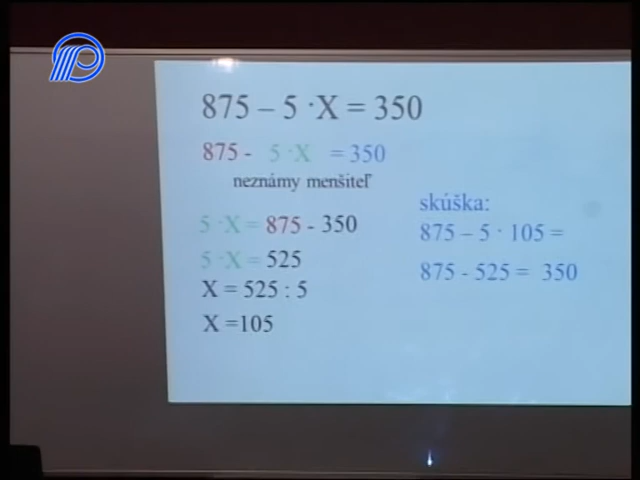 875 – 5 · X = 350
875 - 5 · X = 350
neznámy menšiteľ
5 · X = 875 - 350
5 · X = 525
X = 525 : 5
X =105
skúška:
875 – 5 · 105 =
875 - 525 = 350